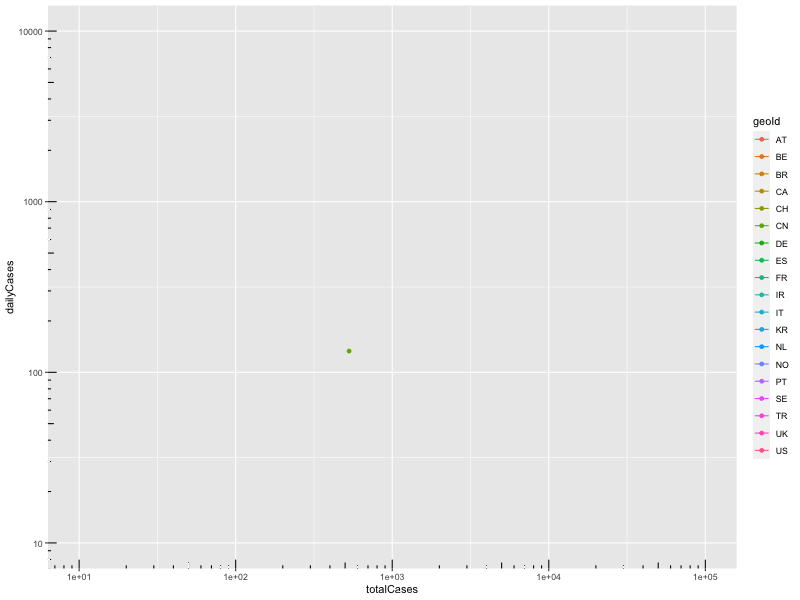 10000
1000
100
10
dailyCases
1e+01 1e+02 1e+03 1e+04 1e+05
totalCases
geoId
AT
BE
BR
CA
CH
CN
DE
ES
FR
IR
IT
KR
NL
NO
PT
SE
TR
UK
US